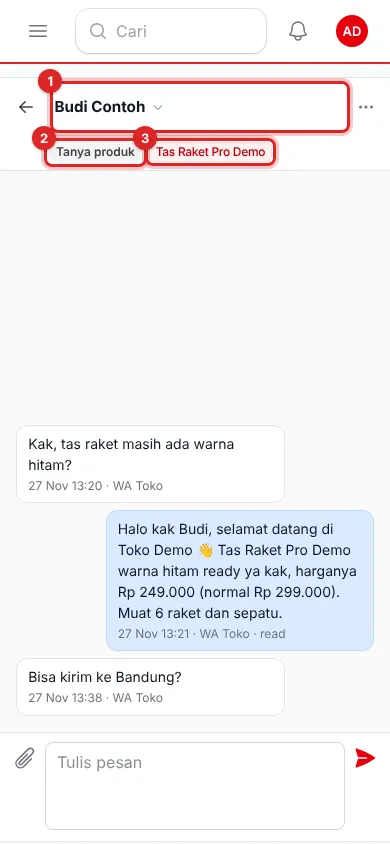 Cari
AD
1
Budi Contoh
2
Tanya produk
3
Tas Raket Pro Demo
Kak, tas raket masih ada warna
hitam?
27 Nov 13:20 · WA Toko
Halo kak Budi, selamat datang di
Toko Demo 👋 Tas Raket Pro Demo
warna hitam ready ya kak, harganya
Rp 249.000 (normal Rp 299.000).
Muat 6 raket dan sepatu.
27 Nov 13:21 · WA Toko · read
Bisa kirim ke Bandung?
27 Nov 13:38 · WA Toko
Tulis pesan